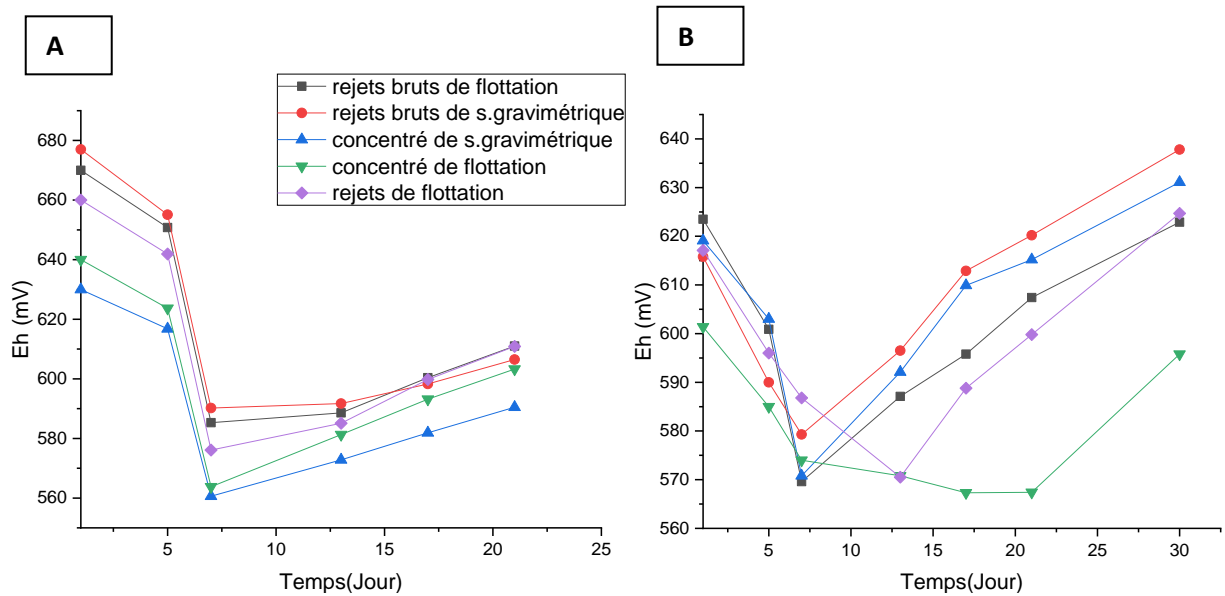 A
B
rejets bruts de flottation
rejets bruts de s.gravimétrique
concentré de s.gravimétrique
concentré de flottation
rejets de flottation
680
660
640
620
600
580
560
Eh (mV)
5
10
15
20
25
Temps(Jour)
640
630
620
610
600
590
580
570
560
Eh (mV)
5
10
15
20
25
30
Temps(Jour)